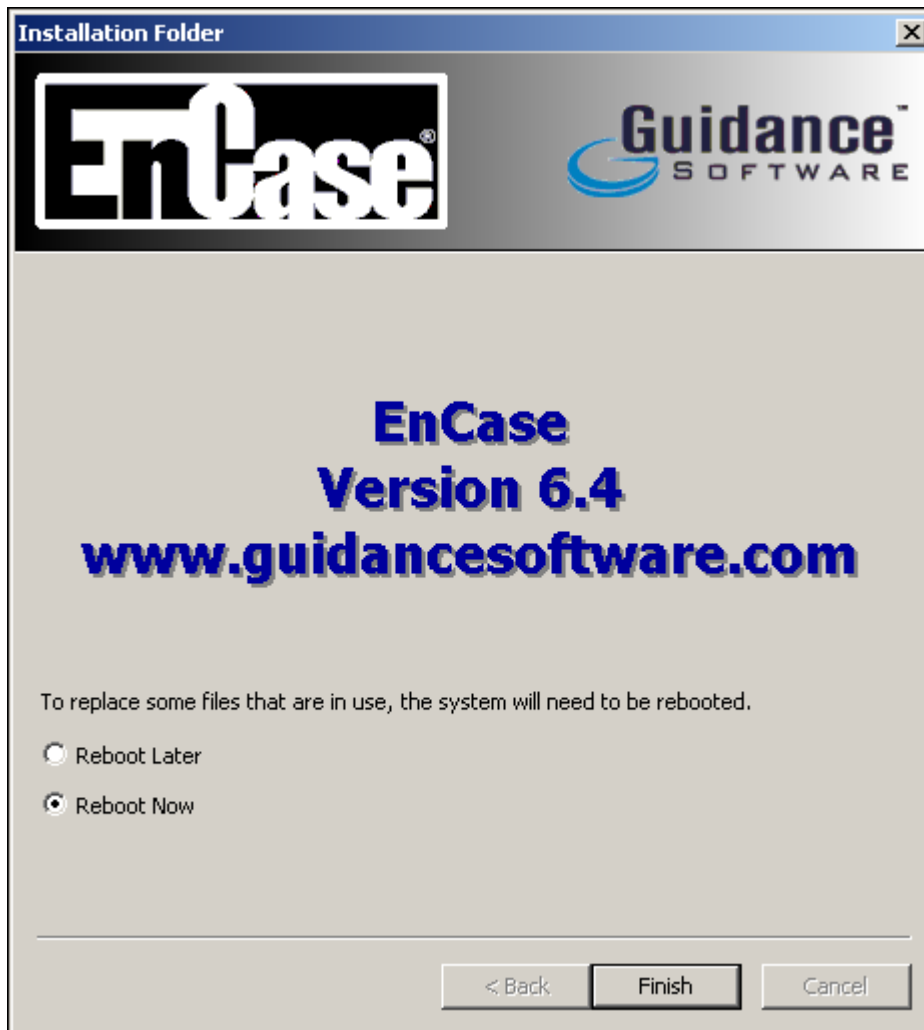 Installation Folder
EnCase®
Guidance™
SOFTWARE
EnCase
Version 6.4
www.guidancesoftware.com
To replace some files that are in use, the system will need to be rebooted.
Reboot Later
Reboot Now
< Back
Finish
Cancel